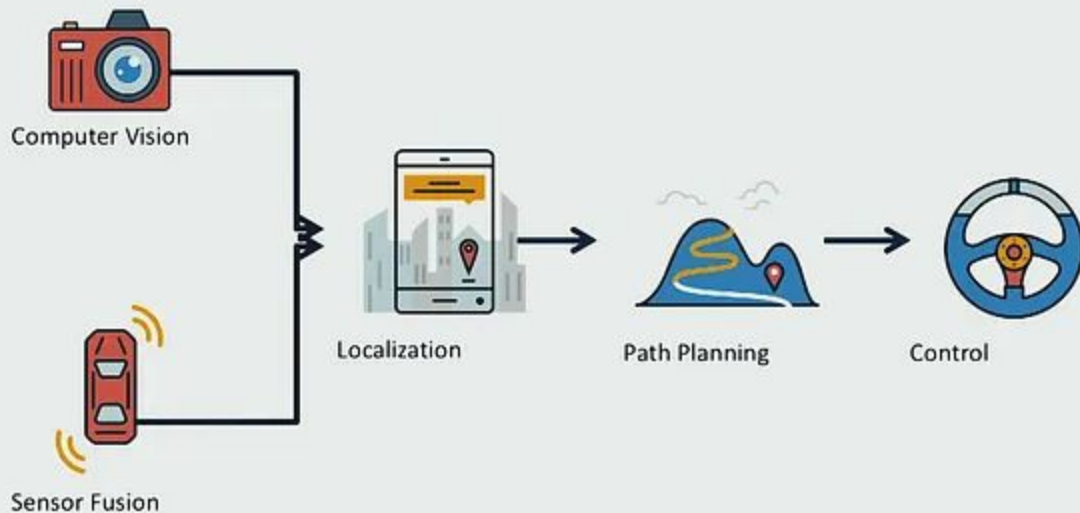 Computer Vision
Sensor Fusion
Localization
Path Planning
Control